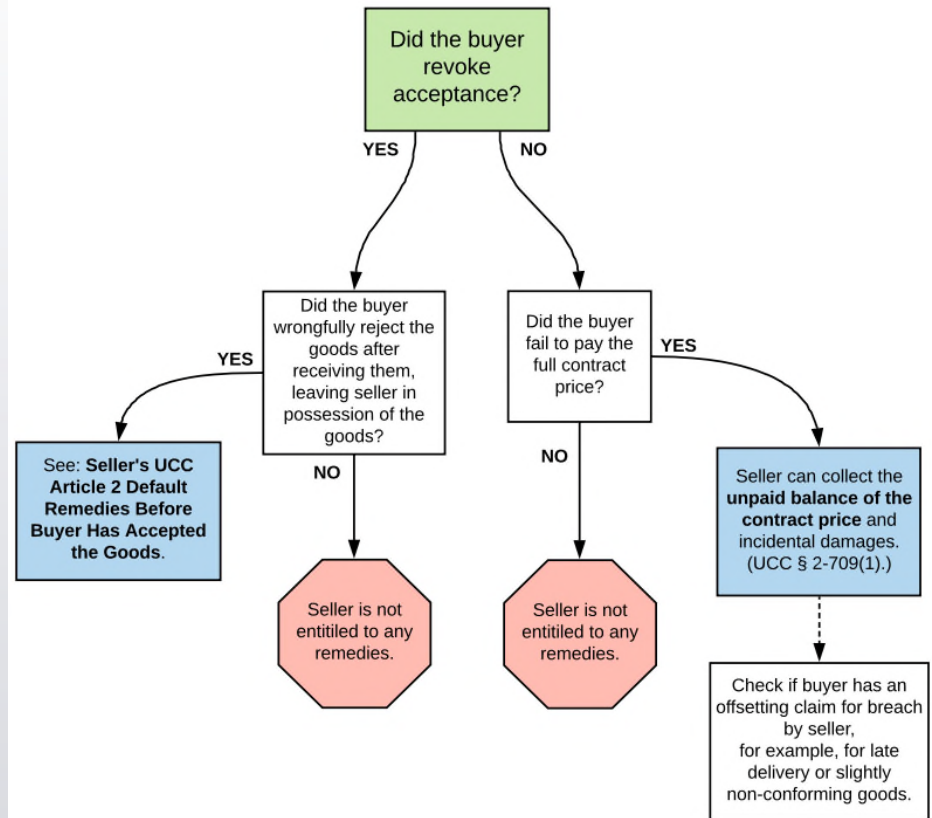 Did the buyer
revoke
acceptance?
YES
NO
Did the buyer
wrongfully reject the
goods after
receiving them,
leaving seller in
possession of the
goods?
Did the buyer
fail to pay the
full contract
price?
YES
YES
See: Seller's UCC
Article 2 Default
Remedies Before
Buyer Has Accepted
the Goods.
NO
NO
Seller can collect the
unpaid balance of the
contract price and
incidental damages.
(UCC § 2-709(1).)
Seller is not
entitiled to any
remedies.
Seller is not
entitiled to any
remedies.
Check if buyer has an
offsetting claim for breach
by seller,
for example, for late
delivery or slightly
non-conforming goods.